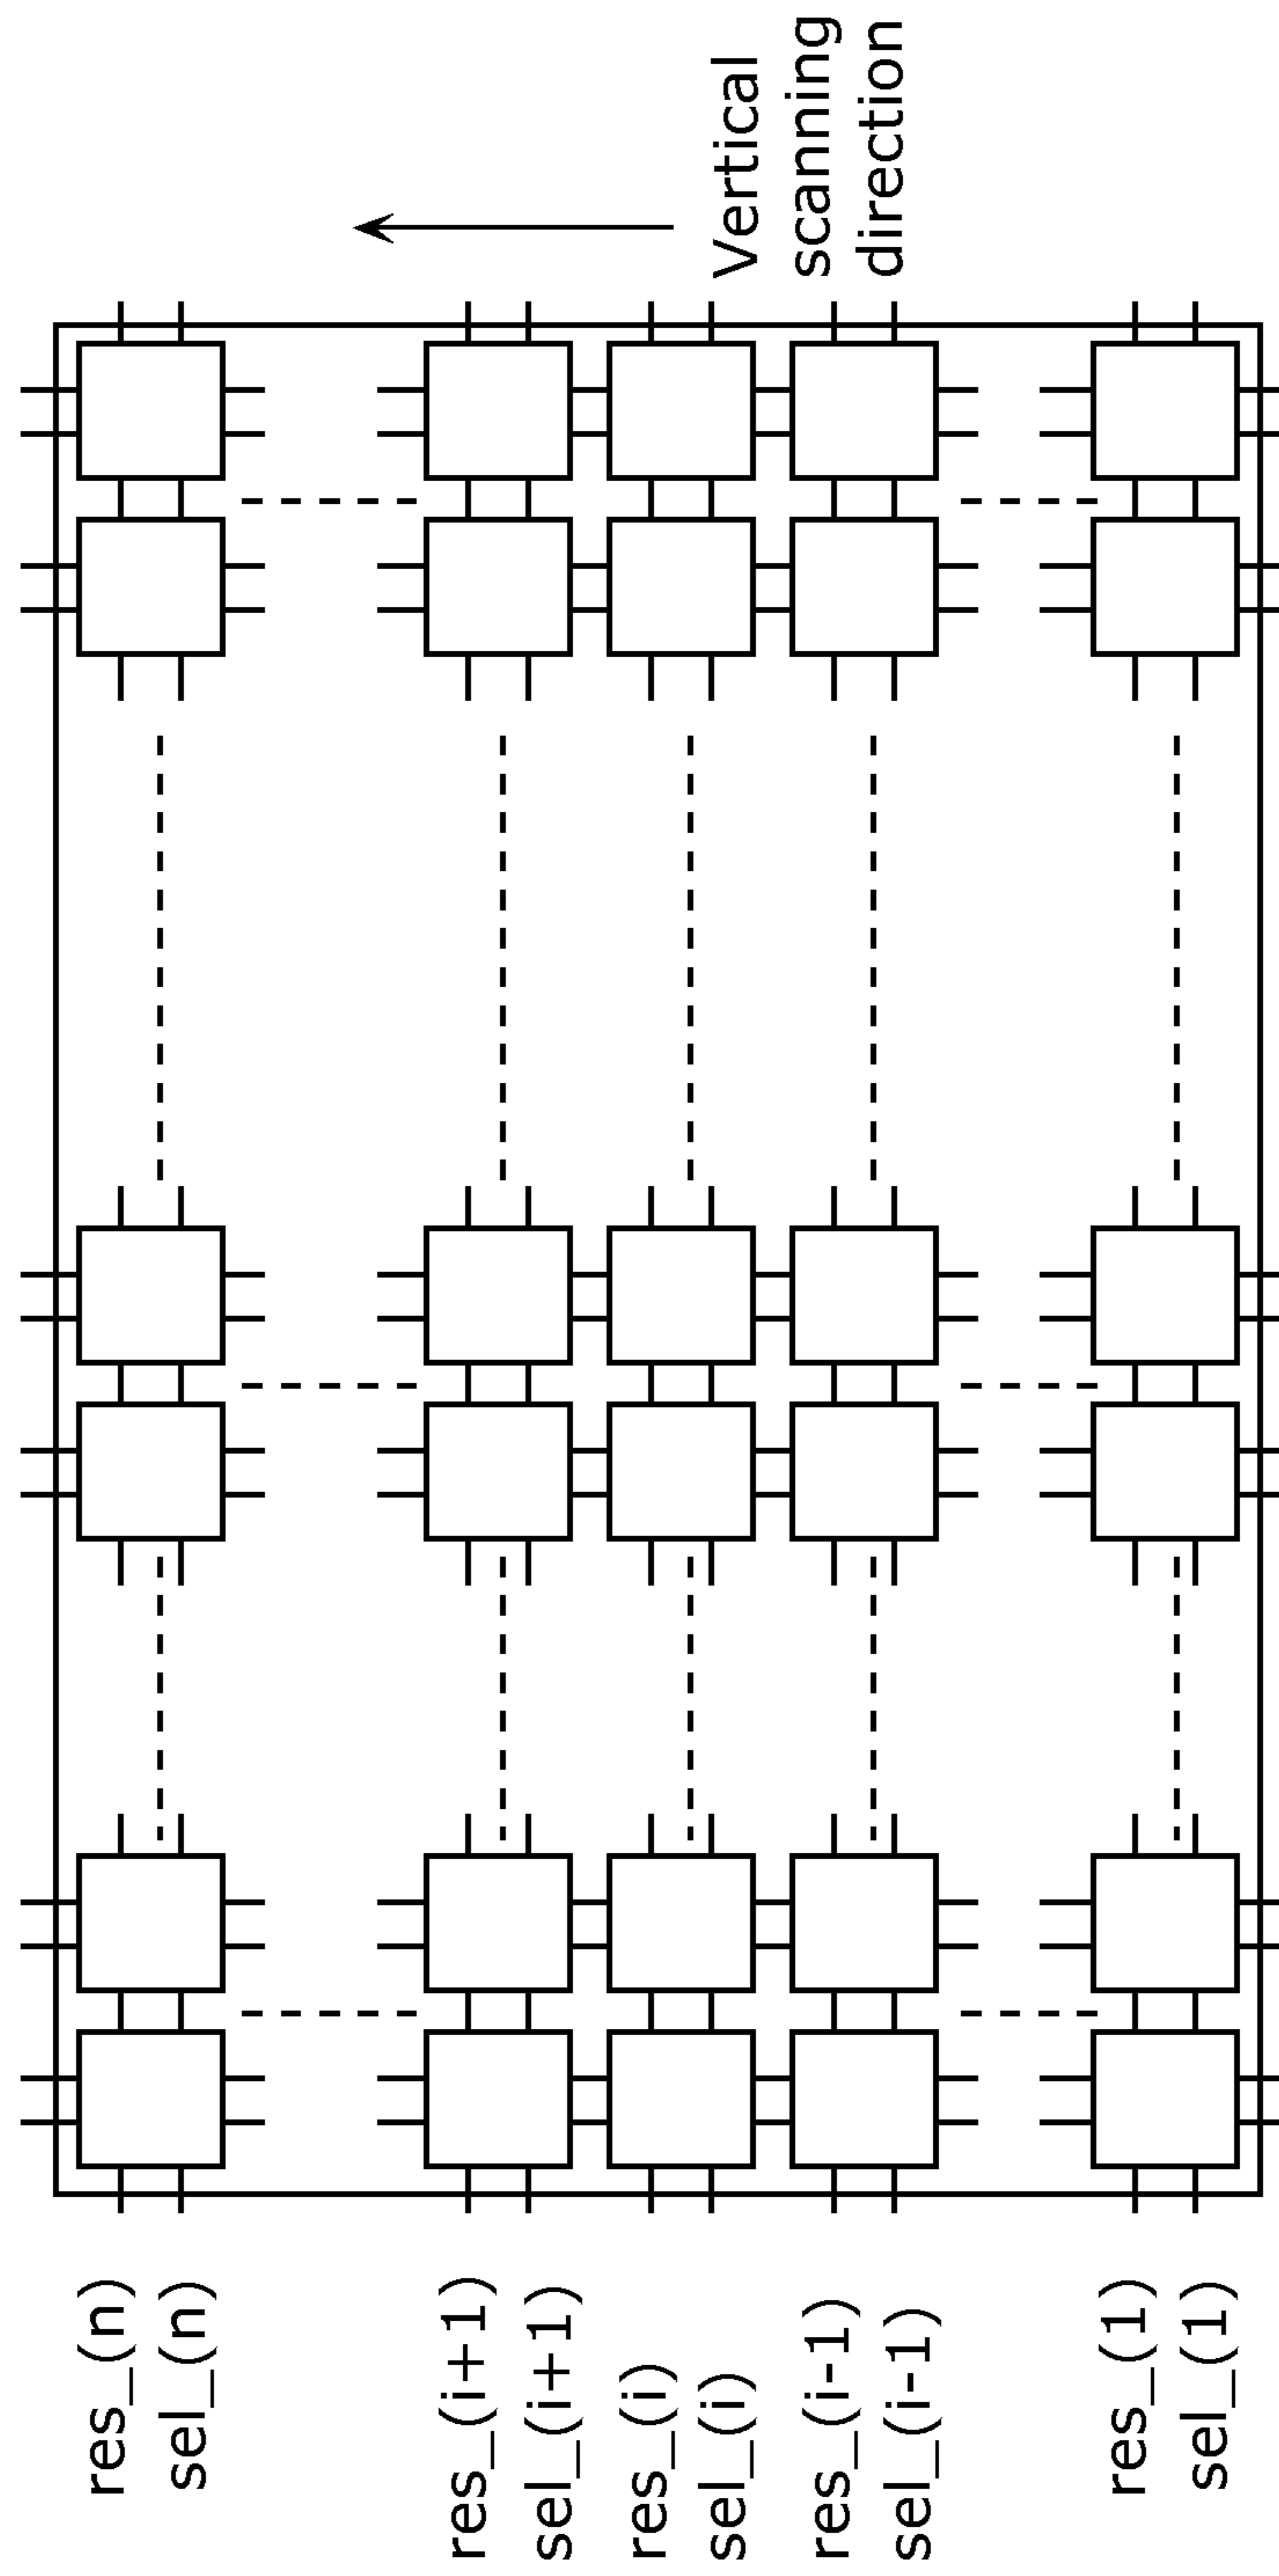 res_(n)
sel_(n)
res_(i+1)
sel_(i+1)
res_(i)
sel_(i)
res_(i-1)
sel_(i-1)
res_(1)
sel_(1)
Vertical
scanning
direction